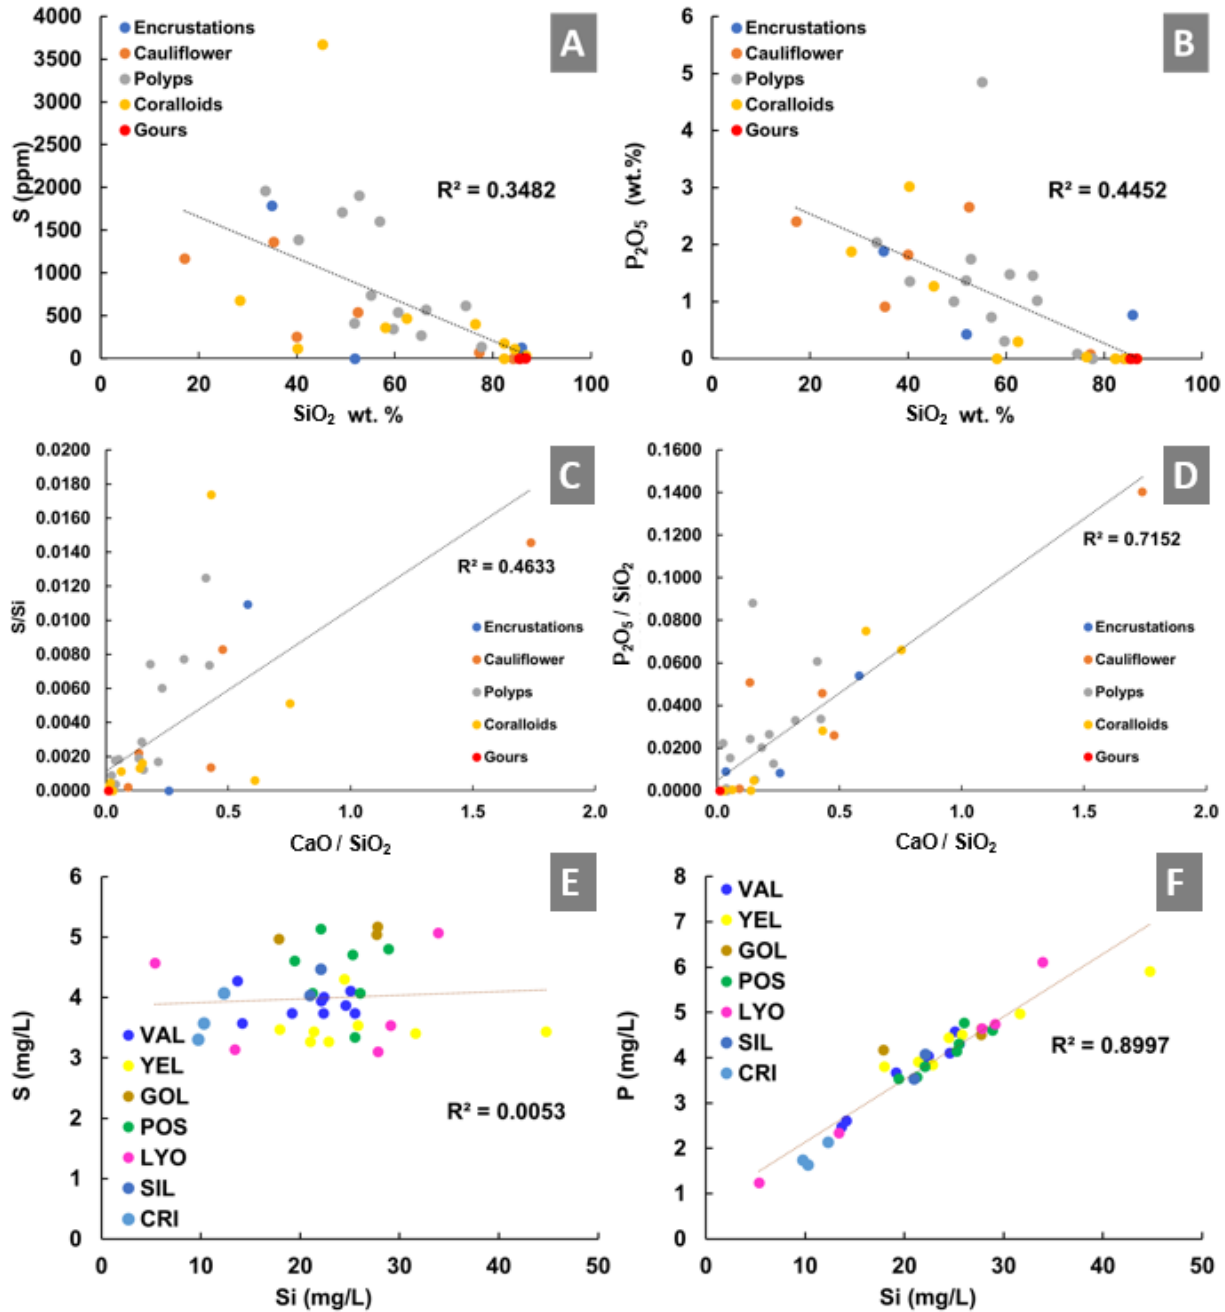 A
4000
3500
3000
2500
2000
1500
1000
500
0
S (ppm)
Encrustations
Cauliflower
Polyps
Coralloids
Gours
R² = 0.3482
0 20 40 60 80 100
SiO₂ wt. %
B
6
5
4
3
2
1
0
P₂O₅ (wt.%)
Encrustations
Cauliflower
Polyps
Coralloids
Gours
R² = 0.4452
0 20 40 60 80 100
SiO₂ wt. %
C
0.0200
0.0180
0.0160
0.0140
0.0120
0.0100
0.0080
0.0060
0.0040
0.0020
0.0000
S/Si
R² = 0.4633
Encrustations
Cauliflower
Polyps
Coralloids
Gours
0.0 0.5 1.0 1.5 2.0
CaO / SiO₂
D
0.1600
0.1400
0.1200
0.1000
0.0800
0.0600
0.0400
0.0200
0.0000
P₂O₅ / SiO₂
R² = 0.7152
Encrustations
Cauliflower
Polyps
Coralloids
Gours
0.0 0.5 1.0 1.5 2.0
CaO / SiO₂
E
6
5
4
3
2
1
0
S (mg/L)
VAL
YEL
GOL
POS
LYO
SIL
CRI
R² = 0.0053
0 10 20 30 40 50
Si (mg/L)
F
8
7
6
5
4
3
2
1
0
P (mg/L)
VAL
YEL
GOL
POS
LYO
SIL
CRI
R² = 0.8997
0 10 20 30 40 50
Si (mg/L)